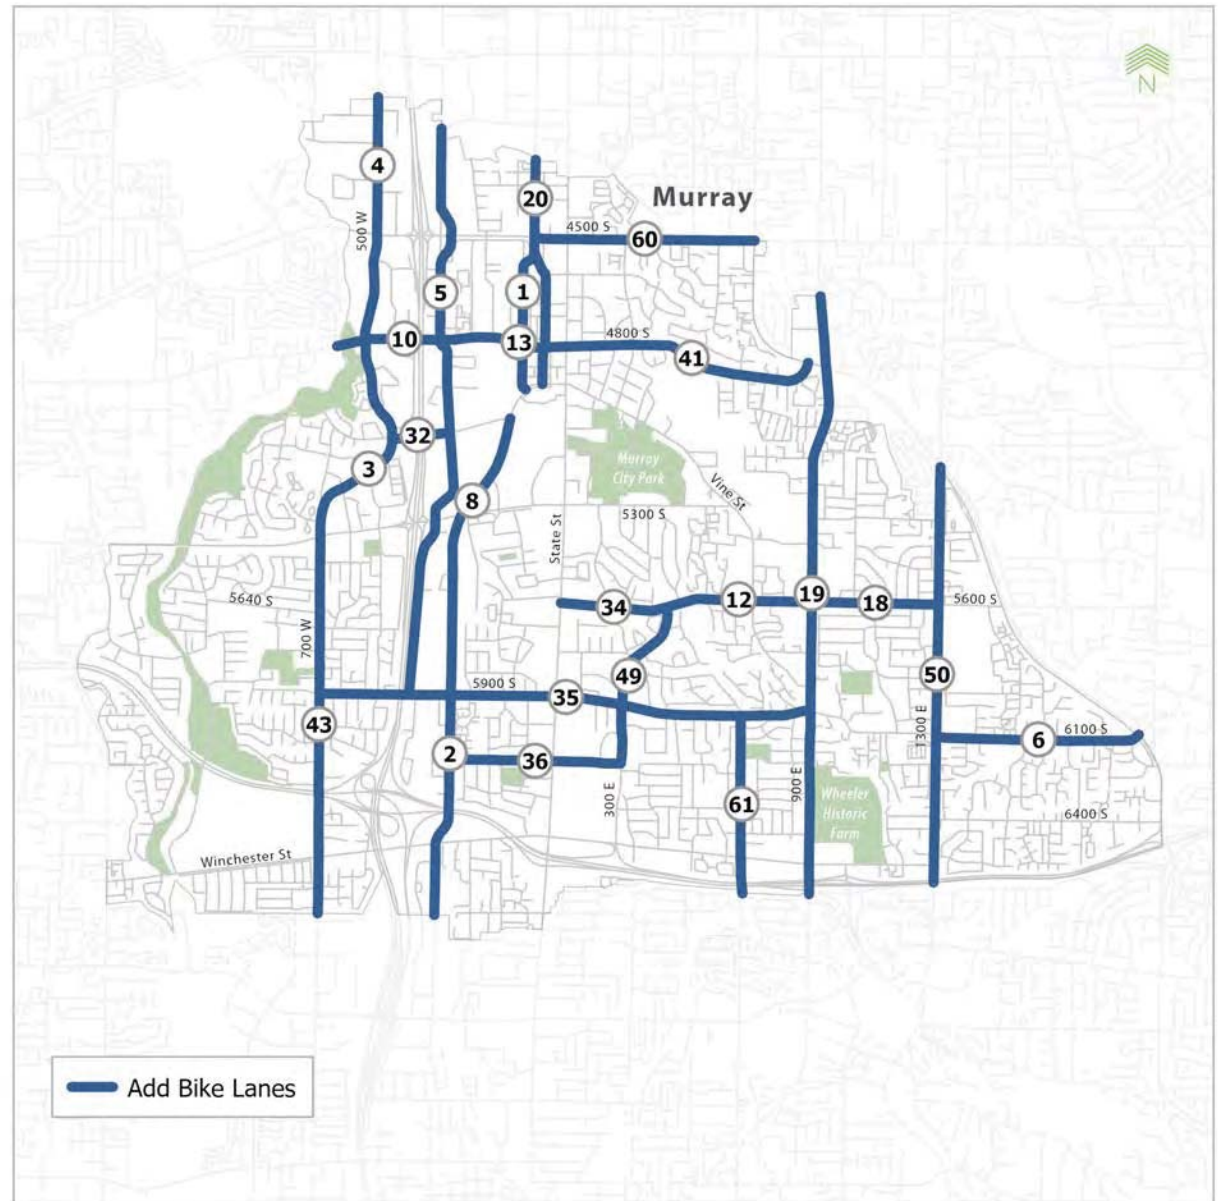 N
4
20
Murray
500 W
4500 S
60
5
1
10
13
4800 S
41
32
3
8
Murray
City Park
Vine St
5300 S
State St
5640 S
700 W
34
12
19
18
5600 S
49
50
5900 S
35
43
1300 E
6
6100 S
2
36
300 E
61
900 E
Wheeler
Historic
Farm
6400 S
Winchester St
Add Bike Lanes